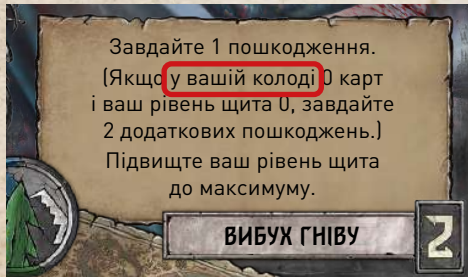 Завдайте 1 пошкодження.
(Якщо у вашій колоді 0 карт
і ваш рівень щита 0, завдайте
2 додаткових пошкоджень.)
Підвищте ваш рівень щита
до максимуму.
ВИБУХ ГНІВУ
2